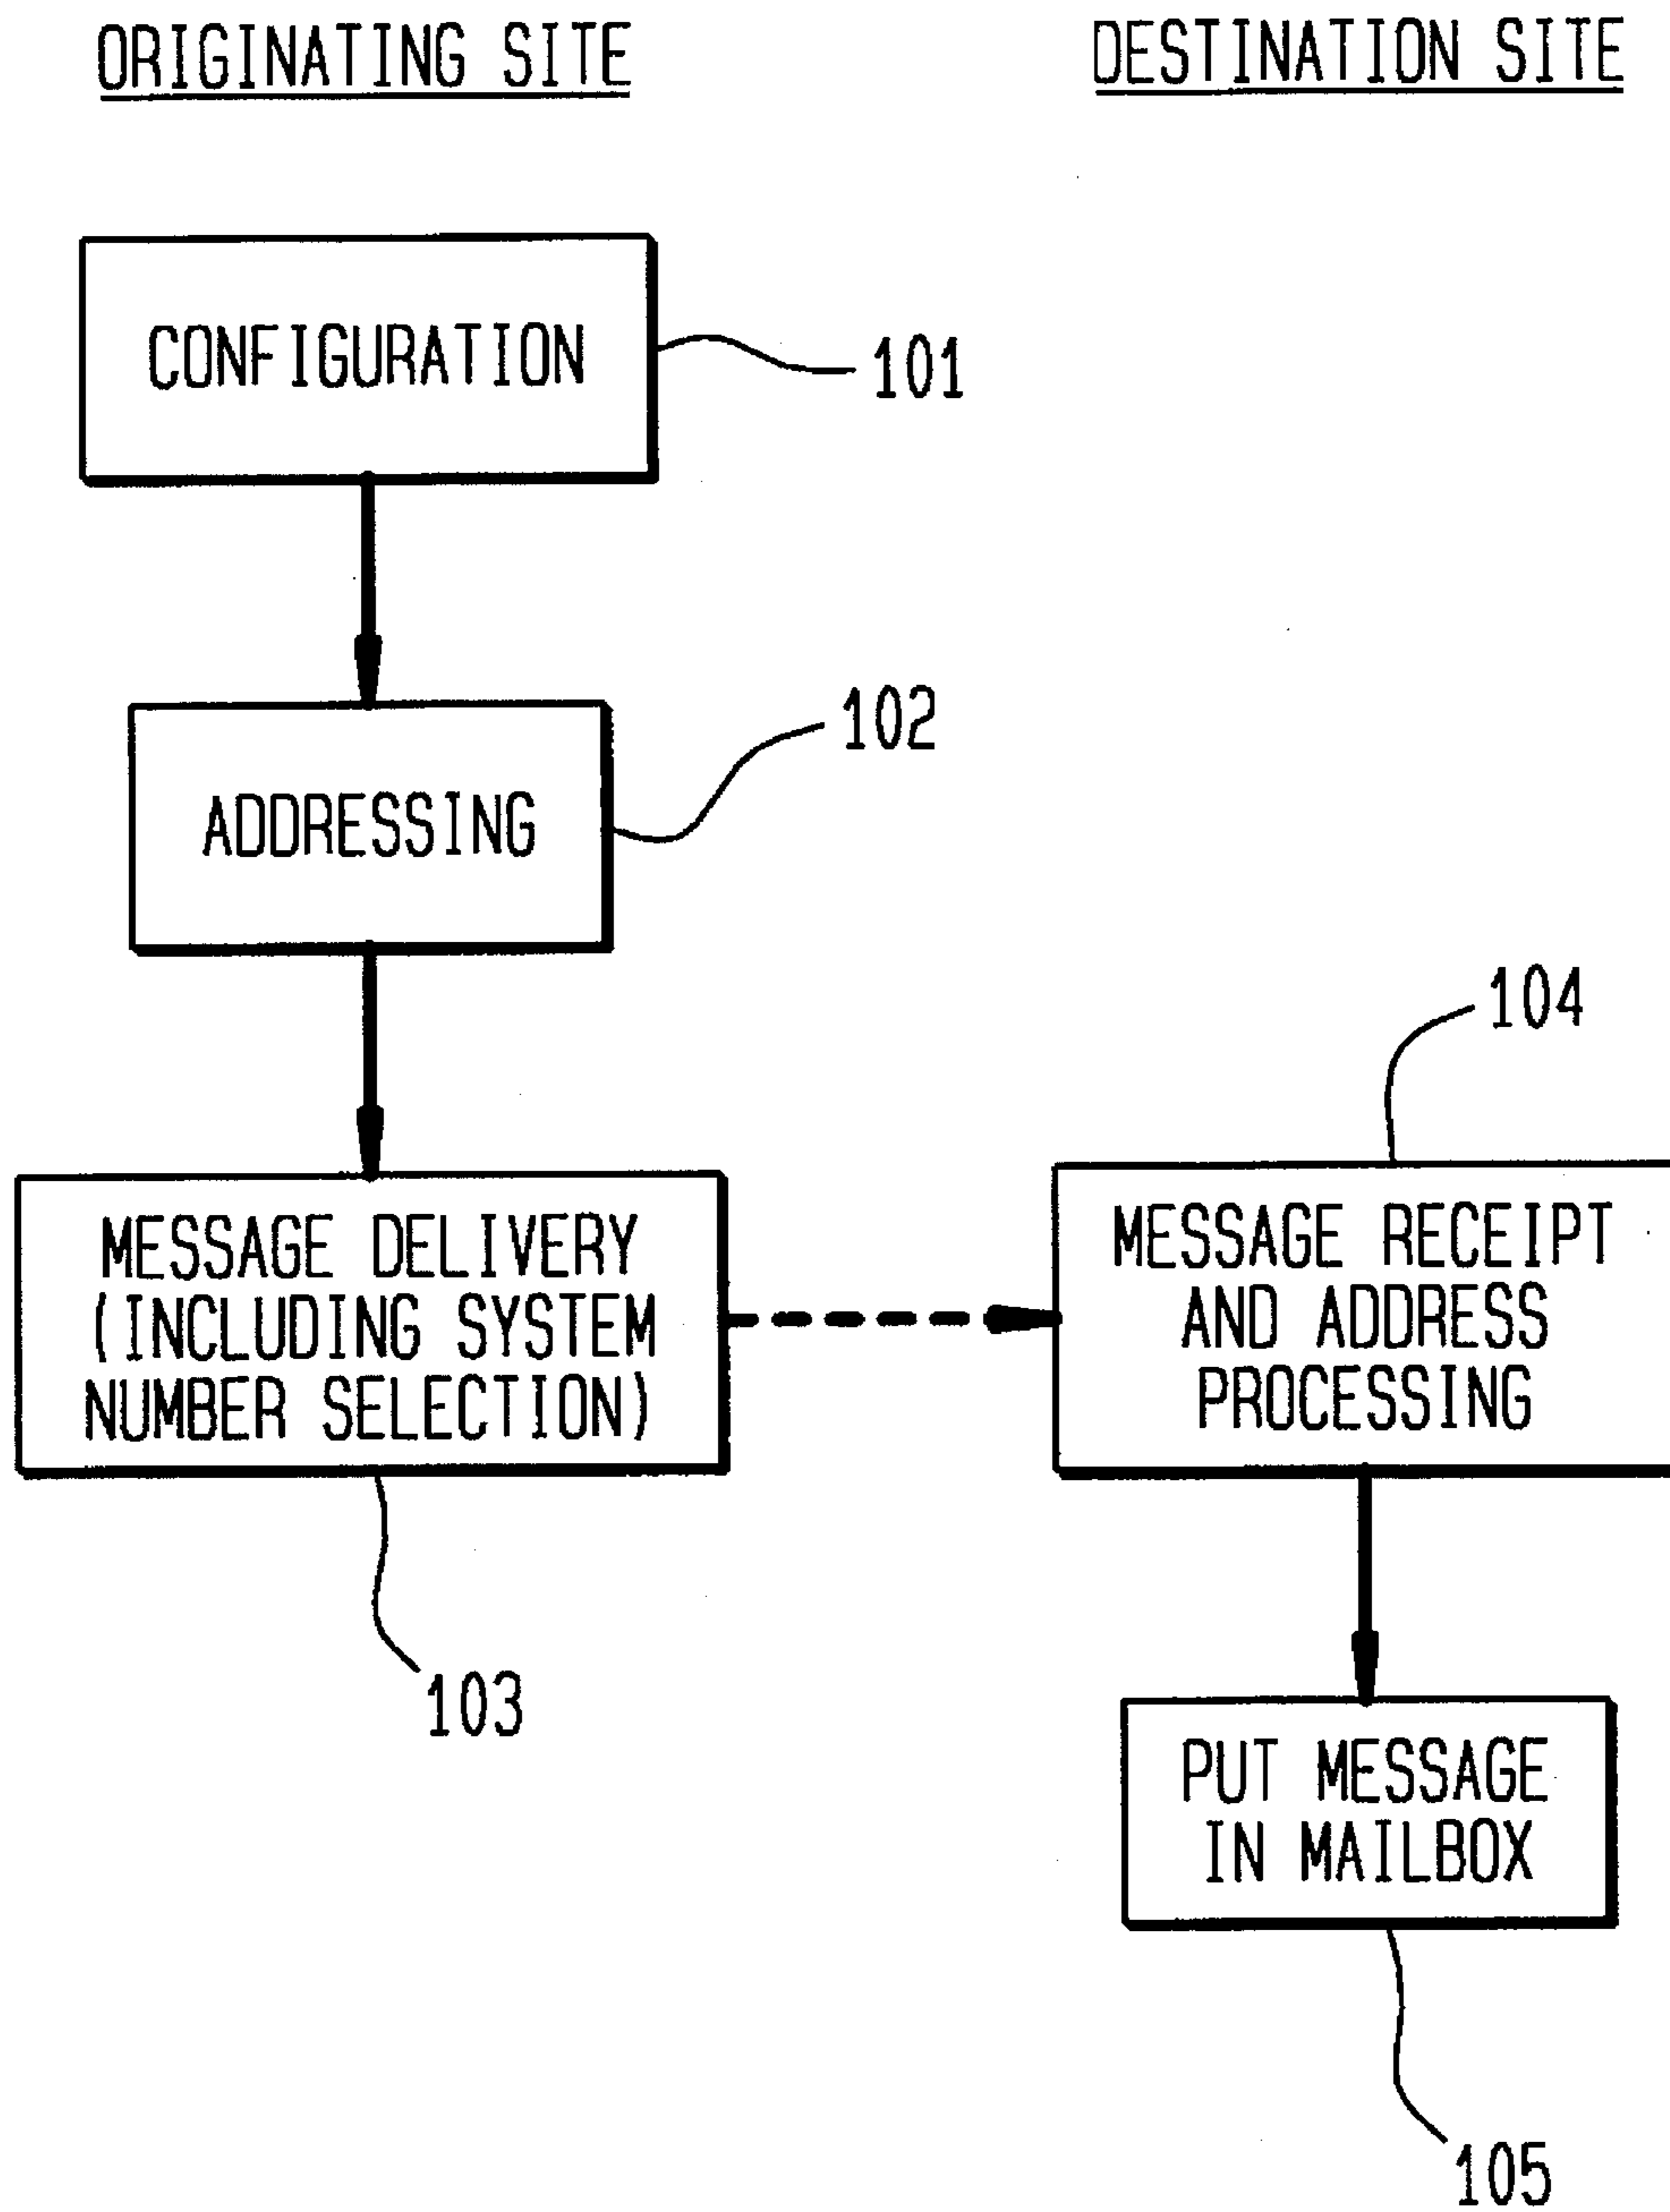 ORIGINATING SITE
DESTINATION SITE
CONFIGURATION
101
ADDRESSING
102
MESSAGE DELIVERY
(INCLUDING SYSTEM
NUMBER SELECTION)
103
104
MESSAGE RECEIPT
AND ADDRESS
PROCESSING
PUT MESSAGE
IN MAILBOX
105